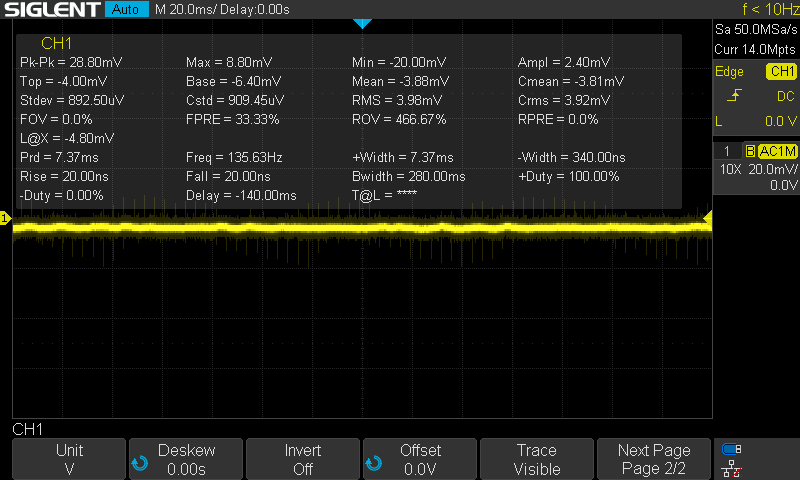 SIGLENT Auto M 20.0ms/ Delay:0.00s f < 10Hz
Sa 50.0MSa/s
Curr 14.0Mpts
CH1
Pk-Pk = 28.80mV Max = 8.80mV Min = -20.00mV Ampl = 2.40mV
Top = -4.00mV Base = -6.40mV Mean = -3.88mV Cmean = -3.81mV
Stdev = 892.50uV Cstd = 909.45uV RMS = 3.98mV Crms = 3.92mV
FOV = 0.0% FPRE = 33.33% ROV = 466.67% RPRE = 0.0%
L@X = -4.80mV
Prd = 7.37ms Freq = 135.63Hz +Width = 7.37ms -Width = 340.00ns
Rise = 20.00ns Fall = 20.00ns Bwidth = 280.00ms +Duty = 100.00%
-Duty = 0.00% Delay = -140.00ms T@L = ****
Edge CH1
DC
L 0.0 V
1 B AC1M
10X 20.0mV/
0.0V
1
CH1
Unit Deskew Invert Offset Trace Next Page
V 0.00s Off 0.0V Visible Page 2/2